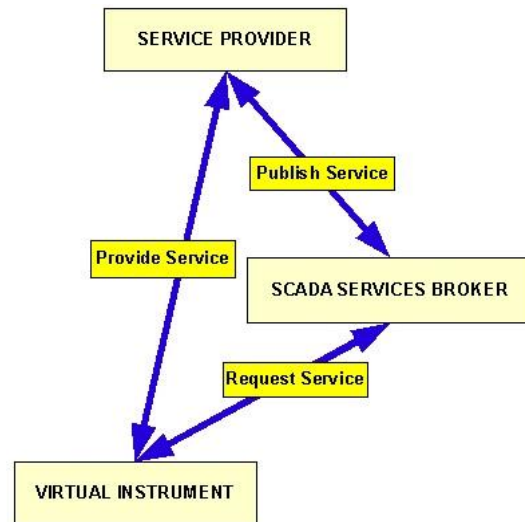 SERVICE PROVIDER
Publish Service
Provide Service
SCADA SERVICES BROKER
Request Service
VIRTUAL INSTRUMENT